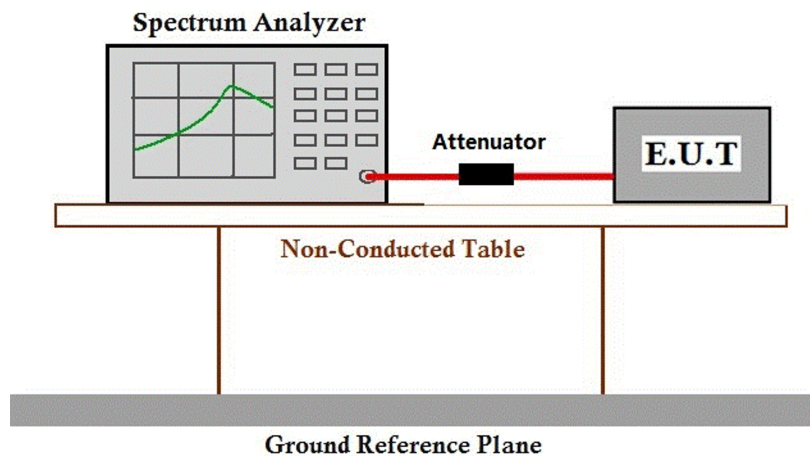 Spectrum Analyzer
Attenuator
E.U.T
Non-Conducted Table
Ground Reference Plane